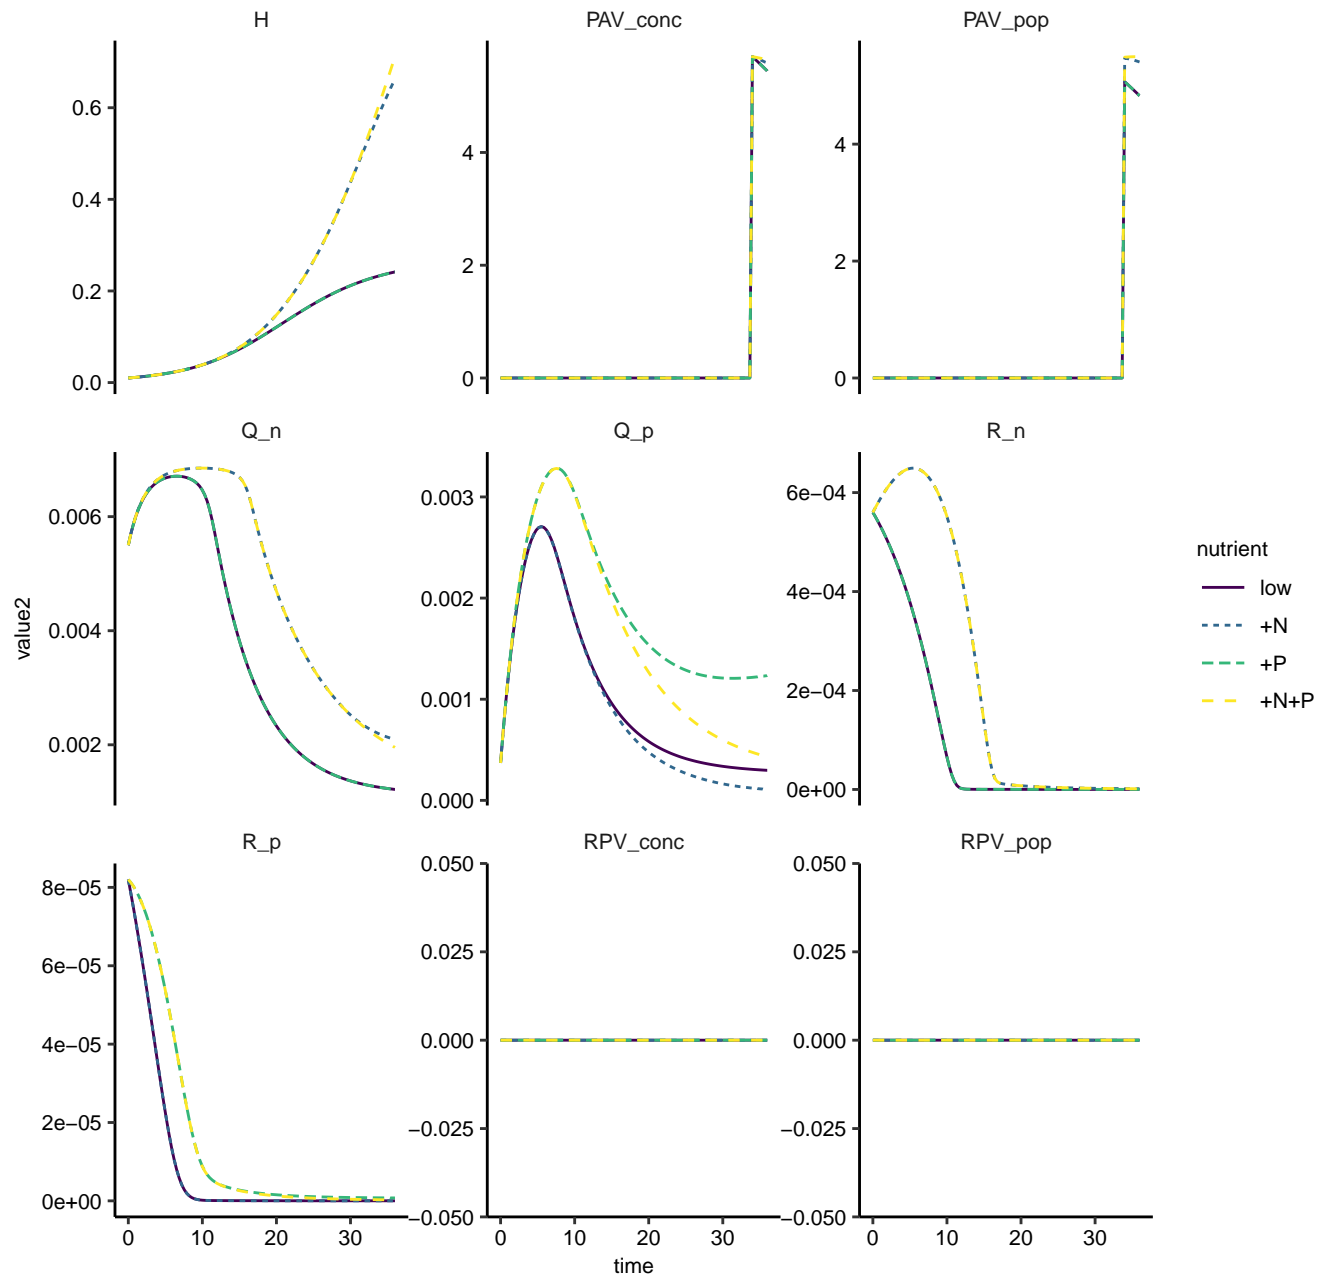 H PAV_conc PAV_pop
0.6
0.4
0.2
0.0
4
2
0
4
2
0
Q_n Q_p R_n
0.006
0.004
0.002
0.003
0.002
0.001
0.000
6e−04
4e−04
2e−04
0e+00
R_p RPV_conc RPV_pop
8e−05
6e−05
4e−05
2e−05
0e+00
0.050
0.025
0.000
−0.025
−0.050
0.050
0.025
0.000
−0.025
−0.050
0 10 20 30
0 10 20 30
0 10 20 30
time
value2
nutrient
low
+N
+P
+N+P